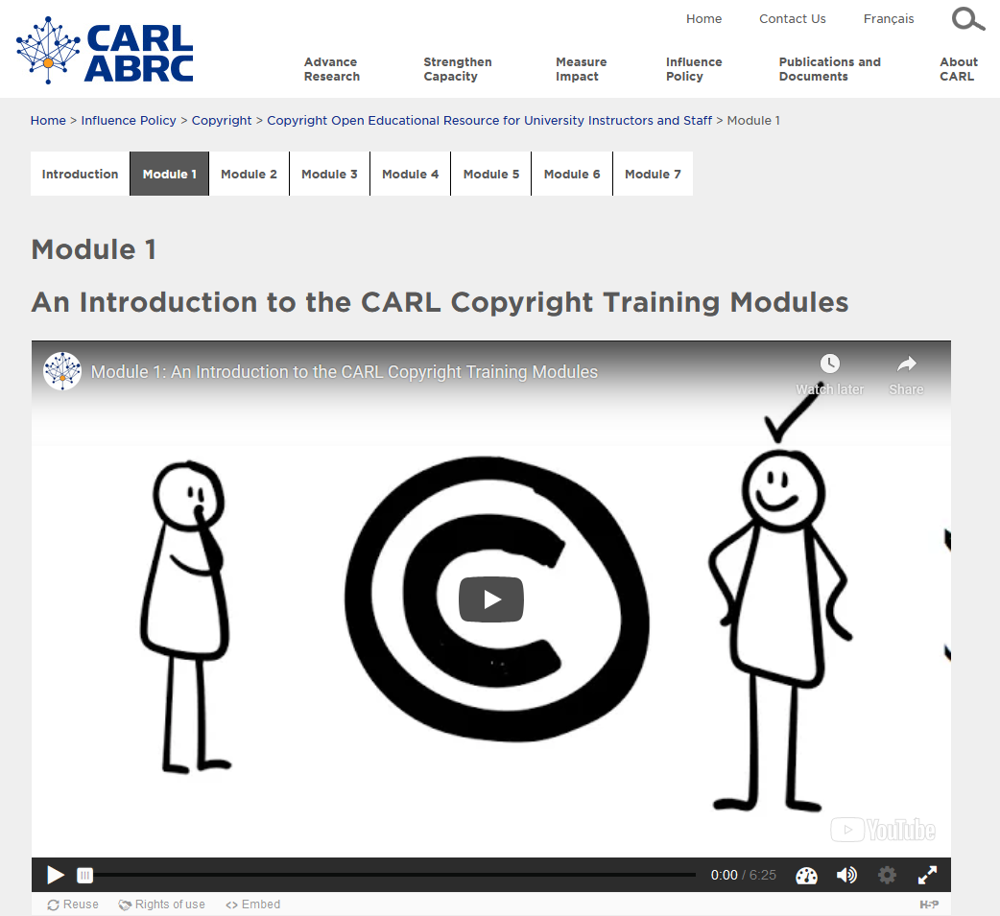 CARL
ABRC
Home Contact Us Français
Advance Research
Strengthen Capacity
Measure Impact
Influence Policy
Publications and Documents
About CARL
Home > Influence Policy > Copyright > Copyright Open Educational Resource for University Instructors and Staff > Module 1
Introduction Module 1 Module 2 Module 3 Module 4 Module 5 Module 6 Module 7
Module 1
An Introduction to the CARL Copyright Training Modules
Module 1: An Introduction to the CARL Copyright Training Modules
Watch later Share
YouTube
0:00 / 6:25
Reuse Rights of use <> Embed
H5P